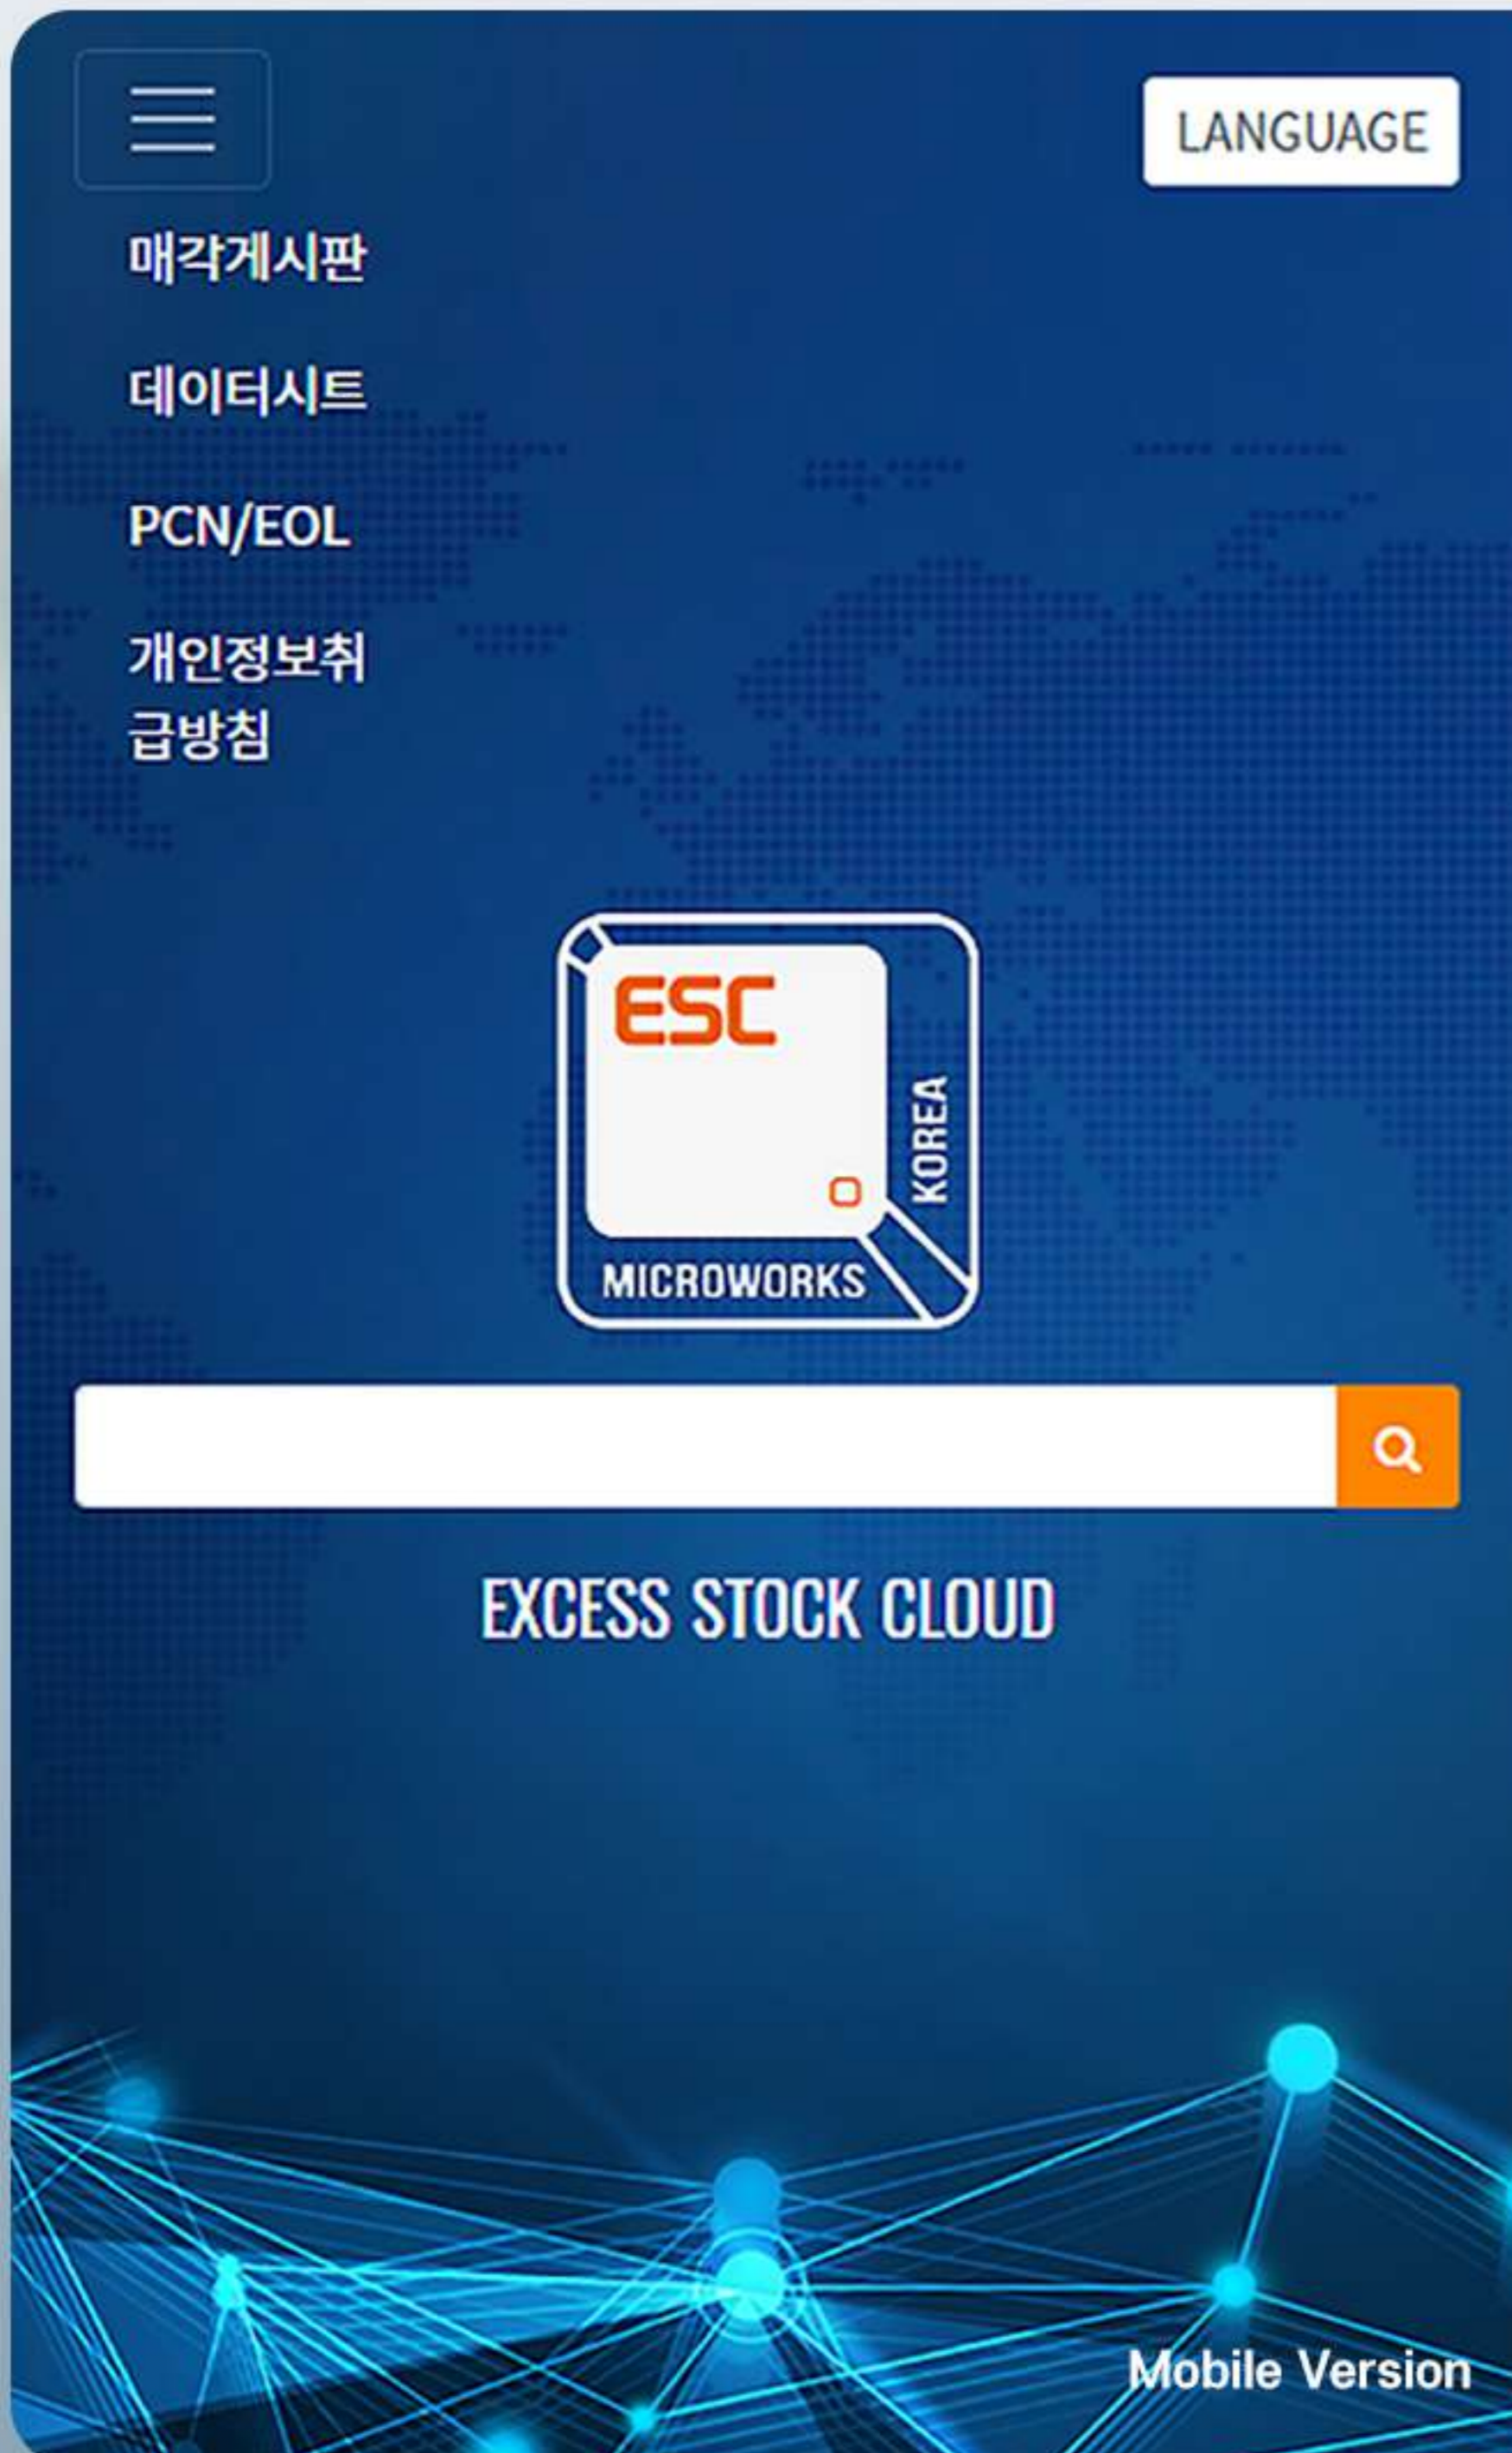 LANGUAGE
매각게시판
데이터시트
PCN/EOL
개인정보취
급방침
ESC
KOREA
MICROWORKS
EXCESS STOCK CLOUD
Mobile Version